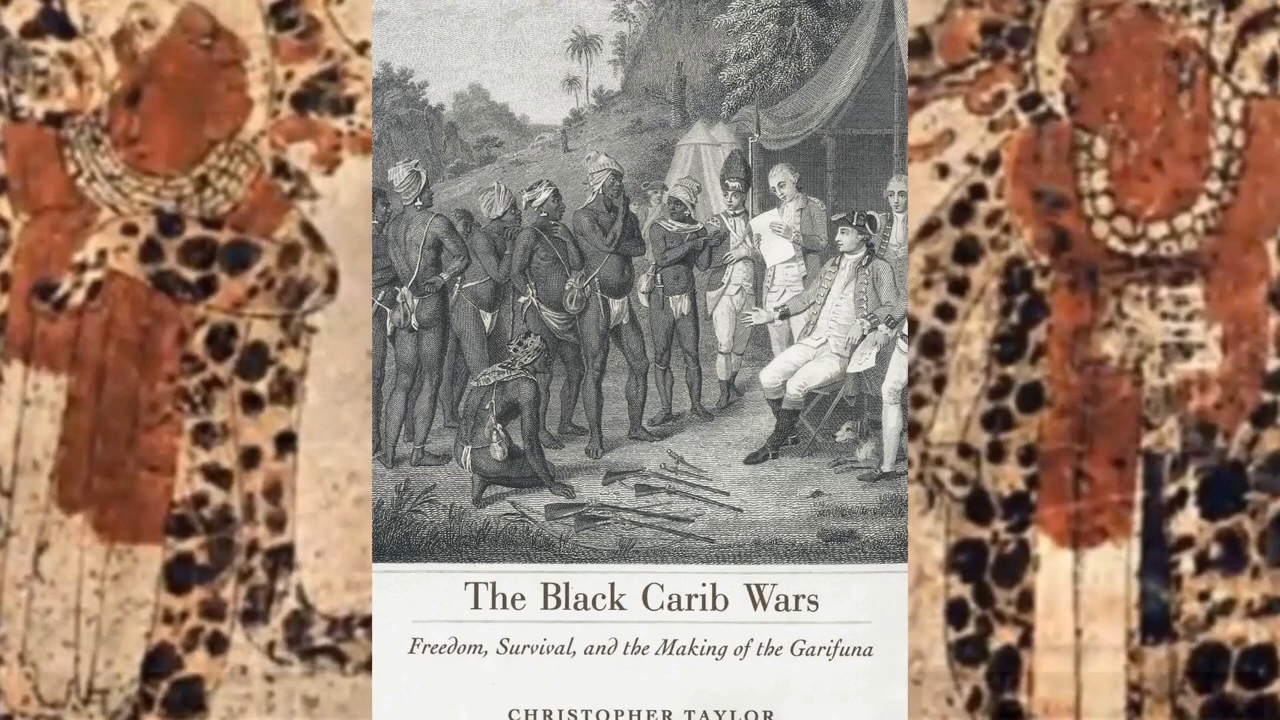 The Black Carib Wars
Freedom, Survival, and the Making of the Garifuna
CHRISTOPHER TAYLOR